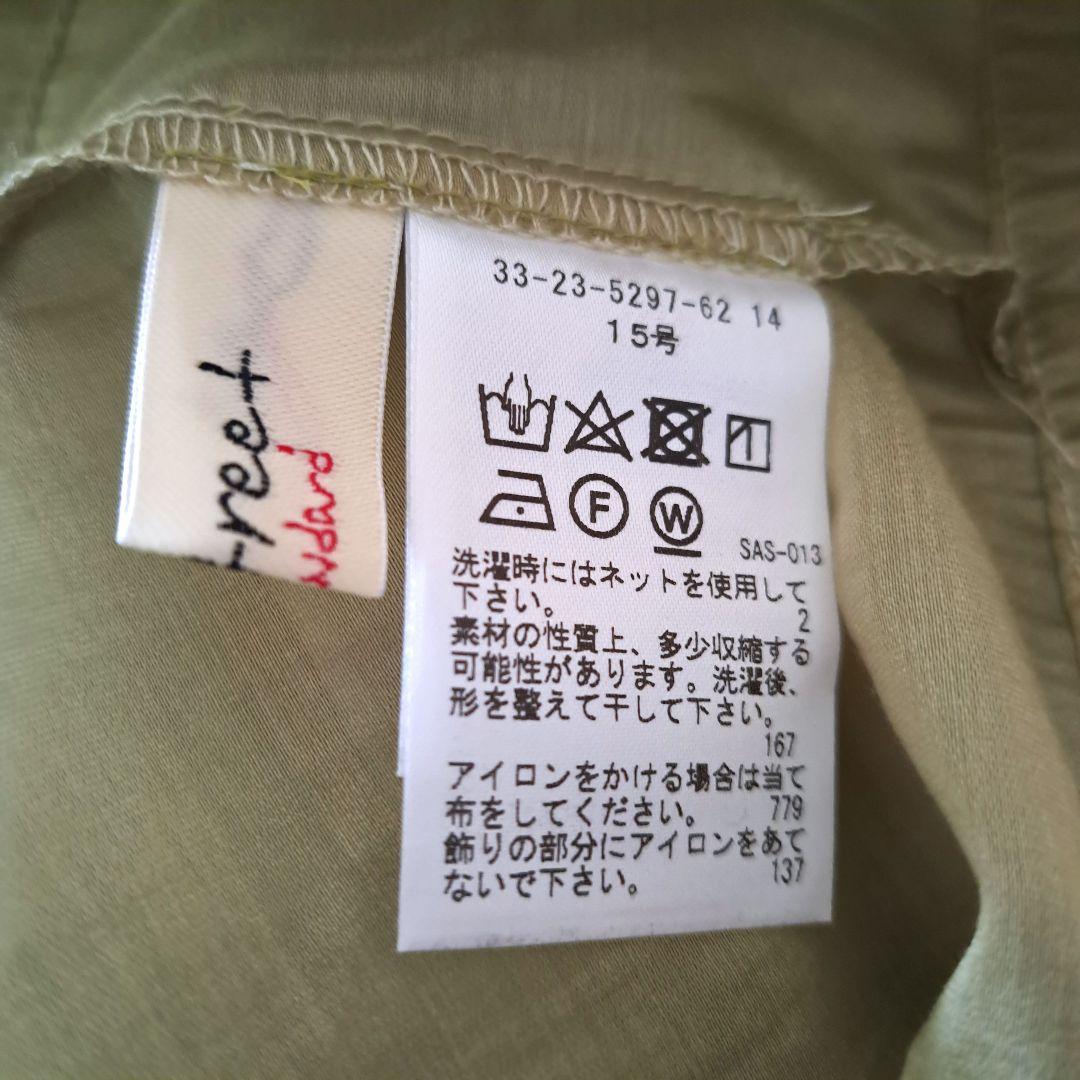 33-23-5297-62 14
15号
F
W
SAS-013
洗濯時にはネットを使用して
下さい。
2
素材の性質上、多少収縮する
可能性があります。洗濯後、
形を整えて干して下さい。
167
アイロンをかける場合は当て
布をしてください。
779
飾りの部分にアイロンをあて
ないで下さい。
137